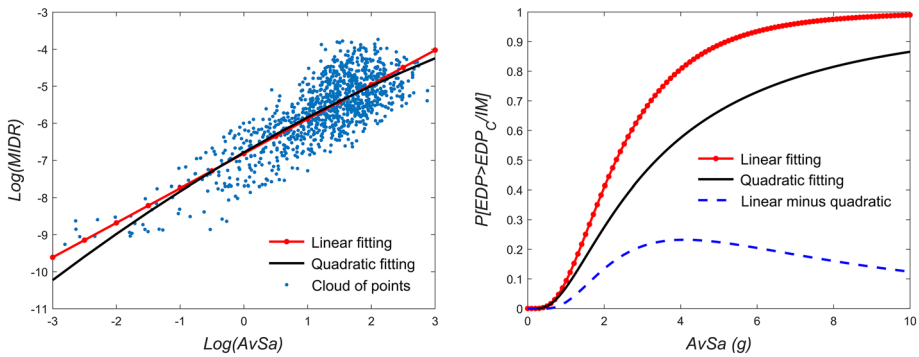 -3
-4
-5
-6
-7
-8
-9
-10
-11
Log(MIDR)
Linear fitting
Quadratic fitting
Cloud of points
-3 -2 -1 0 1 2 3
Log(AvSa)
1
0.9
0.8
0.7
0.6
0.5
0.4
0.3
0.2
0.1
0
P[EDP>EDP_C/IM]
Linear fitting
Quadratic fitting
Linear minus quadratic
0 2 4 6 8 10
AvSa (g)